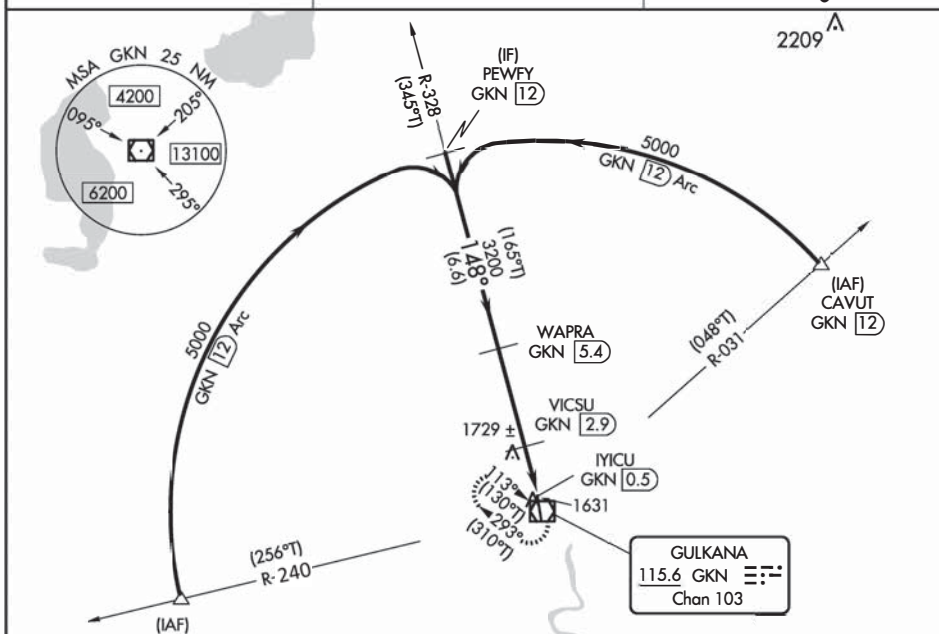 2209
MSA GKN 25 NM
4200
095°
205°
13100
6200
295°
R-328
(345°T)
(IF)
PEWFY
GKN 12
5000
GKN 12 Arc
5000
GKN 12 Arc
(165°T)
3200
148°
(6.6)
(IAF)
CAVUT
GKN 12
(048°T)
R-031
WAPRA
GKN 5.4
VICSU
GKN 2.9
1729 ±
IYICU
GKN 0.5
113°
(130°T)
293°
(310°T)
1631
(256°T)
R-240
(IAF)
GULKANA
115.6 GKN
Chan 103